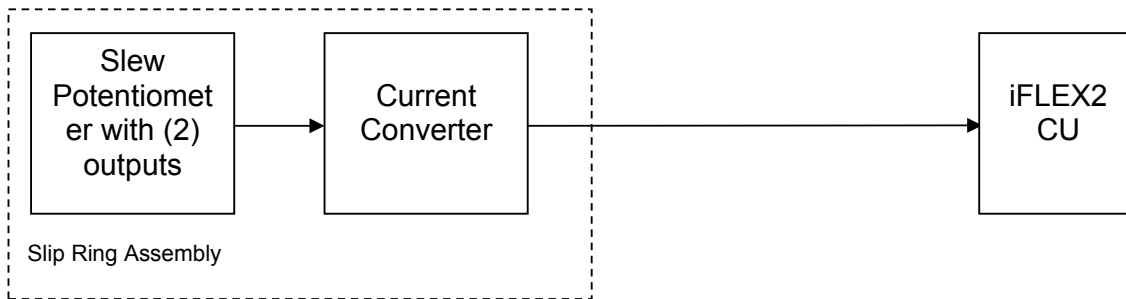 Slew
Potentiomet
er with (2)
outputs
Current
Converter
iFLEX2
CU
Slip Ring Assembly